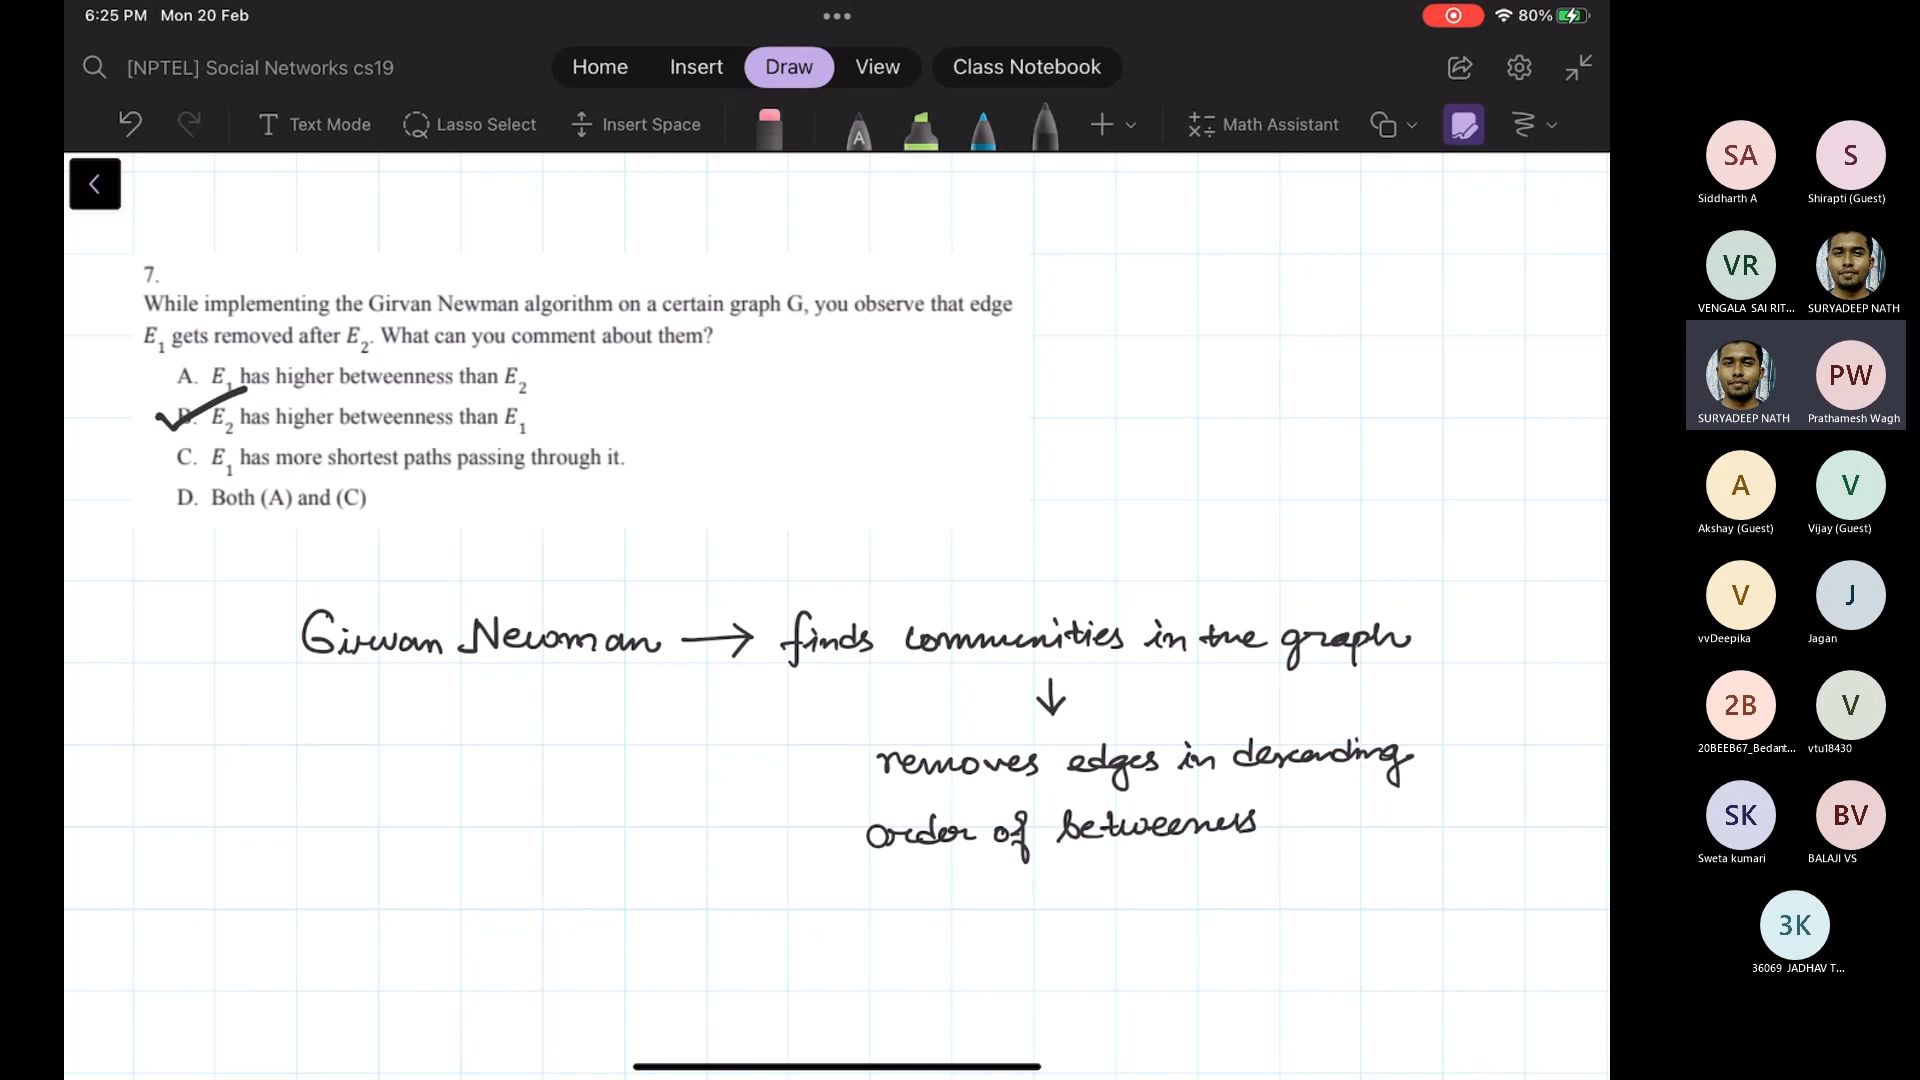 6:25 PM Mon 20 Feb
80%
[NPTEL] Social Networks cs19
Home Insert Draw View Class Notebook
Text Mode Lasso Select Insert Space A Math Assistant
7.
While implementing the Girvan Newman algorithm on a certain graph G, you observe that edge
E1 gets removed after E2. What can you comment about them?
A. E1 has higher betweenness than E2
B. E2 has higher betweenness than E1
C. E1 has more shortest paths passing through it.
D. Both (A) and (C)
Girvan Newman → finds communities in the graph
↓
removes edges in descending
order of betweeness
SA S
Siddharth A Shirapti (Guest)
VR
VENGALA SAI RIT... SURYADEEP NATH
PW
SURYADEEP NATH Prathamesh Wagh
A V
Akshay (Guest) Vijay (Guest)
V J
vvDeepika Jagan
2B V
20BEEB67_Bedant... vtu18430
SK BV
Sweta kumari BALAJI VS
3K
36069 JADHAV T...